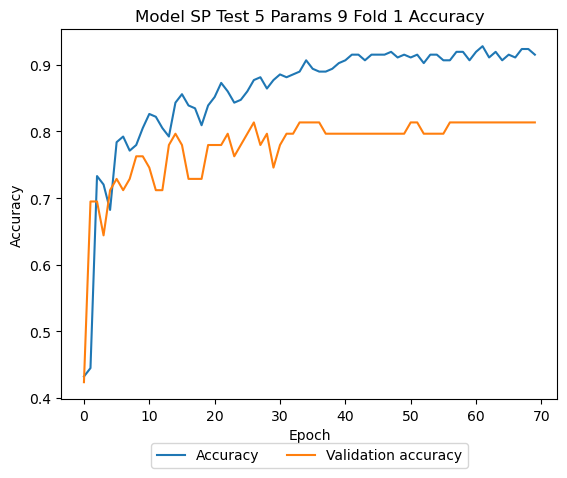 Model SP Test 5 Params 9 Fold 1 Accuracy
0.9
0.8
0.7
0.6
0.5
0.4
Accuracy
0 10 20 30 40 50 60 70
Epoch
Accuracy Validation accuracy